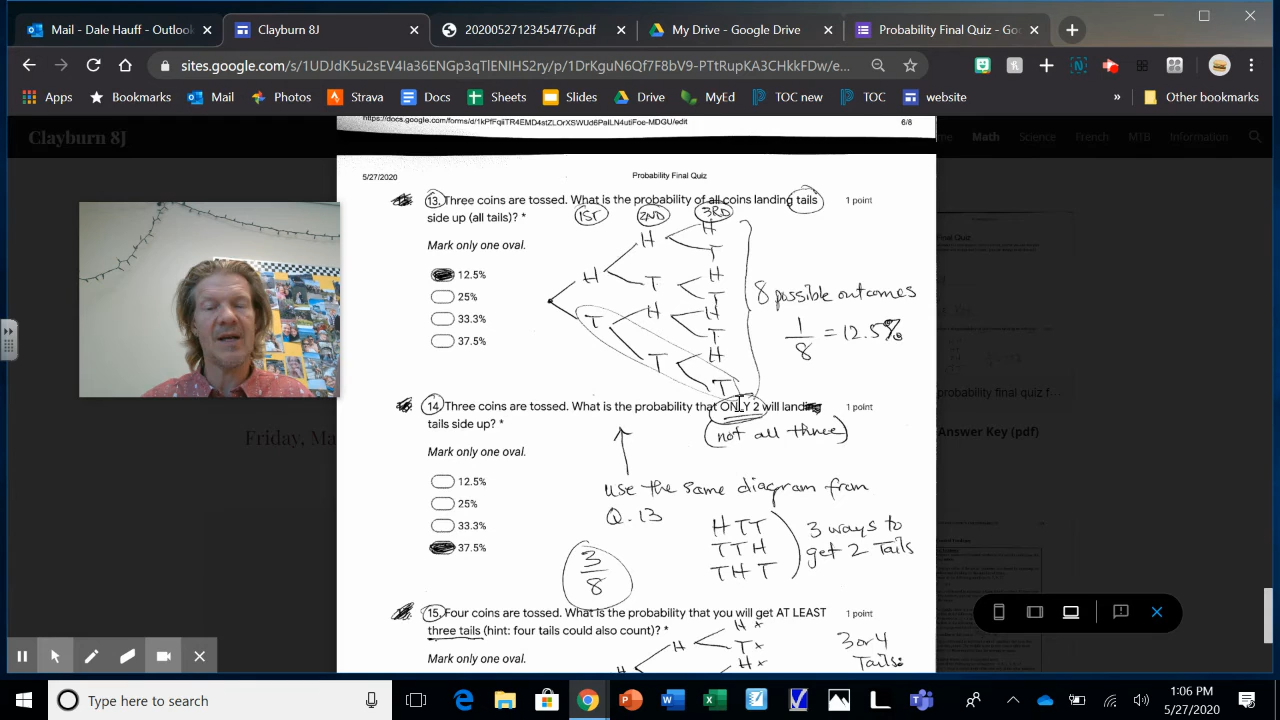 Mail - Dale Hauff - Outlook
Clayburn 8J
20200527123454776.pdf
My Drive - Google Drive
Probability Final Quiz - Go
sites.google.com/s/1UDJdK5u2sEV4Ia36ENGp3qTlENIHS2ry/p/1DrKguN6Qf7F8bV9-PTtRupKA3CHkkFDw/e...
Apps
Bookmarks
Mail
Photos
Strava
Docs
Sheets
Slides
Drive
MyEd
TOC new
TOC
website
»
Other bookmarks
6/8
Clayburn 8J
Math
Science
French
MTB
Information
5/27/2020
Probability Final Quiz
13. Three coins are tossed. What is the probability of all coins landing tails
side up (all tails)? *
1 point
1ST 2ND 3RD
Mark only one oval.
12.5%
25%
33.3%
37.5%
H
T
H
T
H
T
H
T
H
T
H
T
H
T
8 possible outcomes
1/8 = 12.5%
14. Three coins are tossed. What is the probability that ONLY 2 will land
tails side up? *
1 point
(not all three)
Mark only one oval.
12.5%
25%
33.3%
37.5%
use the same diagram from
Q. 13
HTT
TTH
THT
3 ways to
get 2 Tails
3/8
15. Four coins are tossed. What is the probability that you will get AT LEAST
three tails (hint: four tails could also count)? *
1 point
Mark only one oval.
H
H
H
T
H
3 or 4
Tails
Friday, Ma
probability final quiz f
Answer Key (pdf)
Type here to search
1:06 PM
5/27/2020